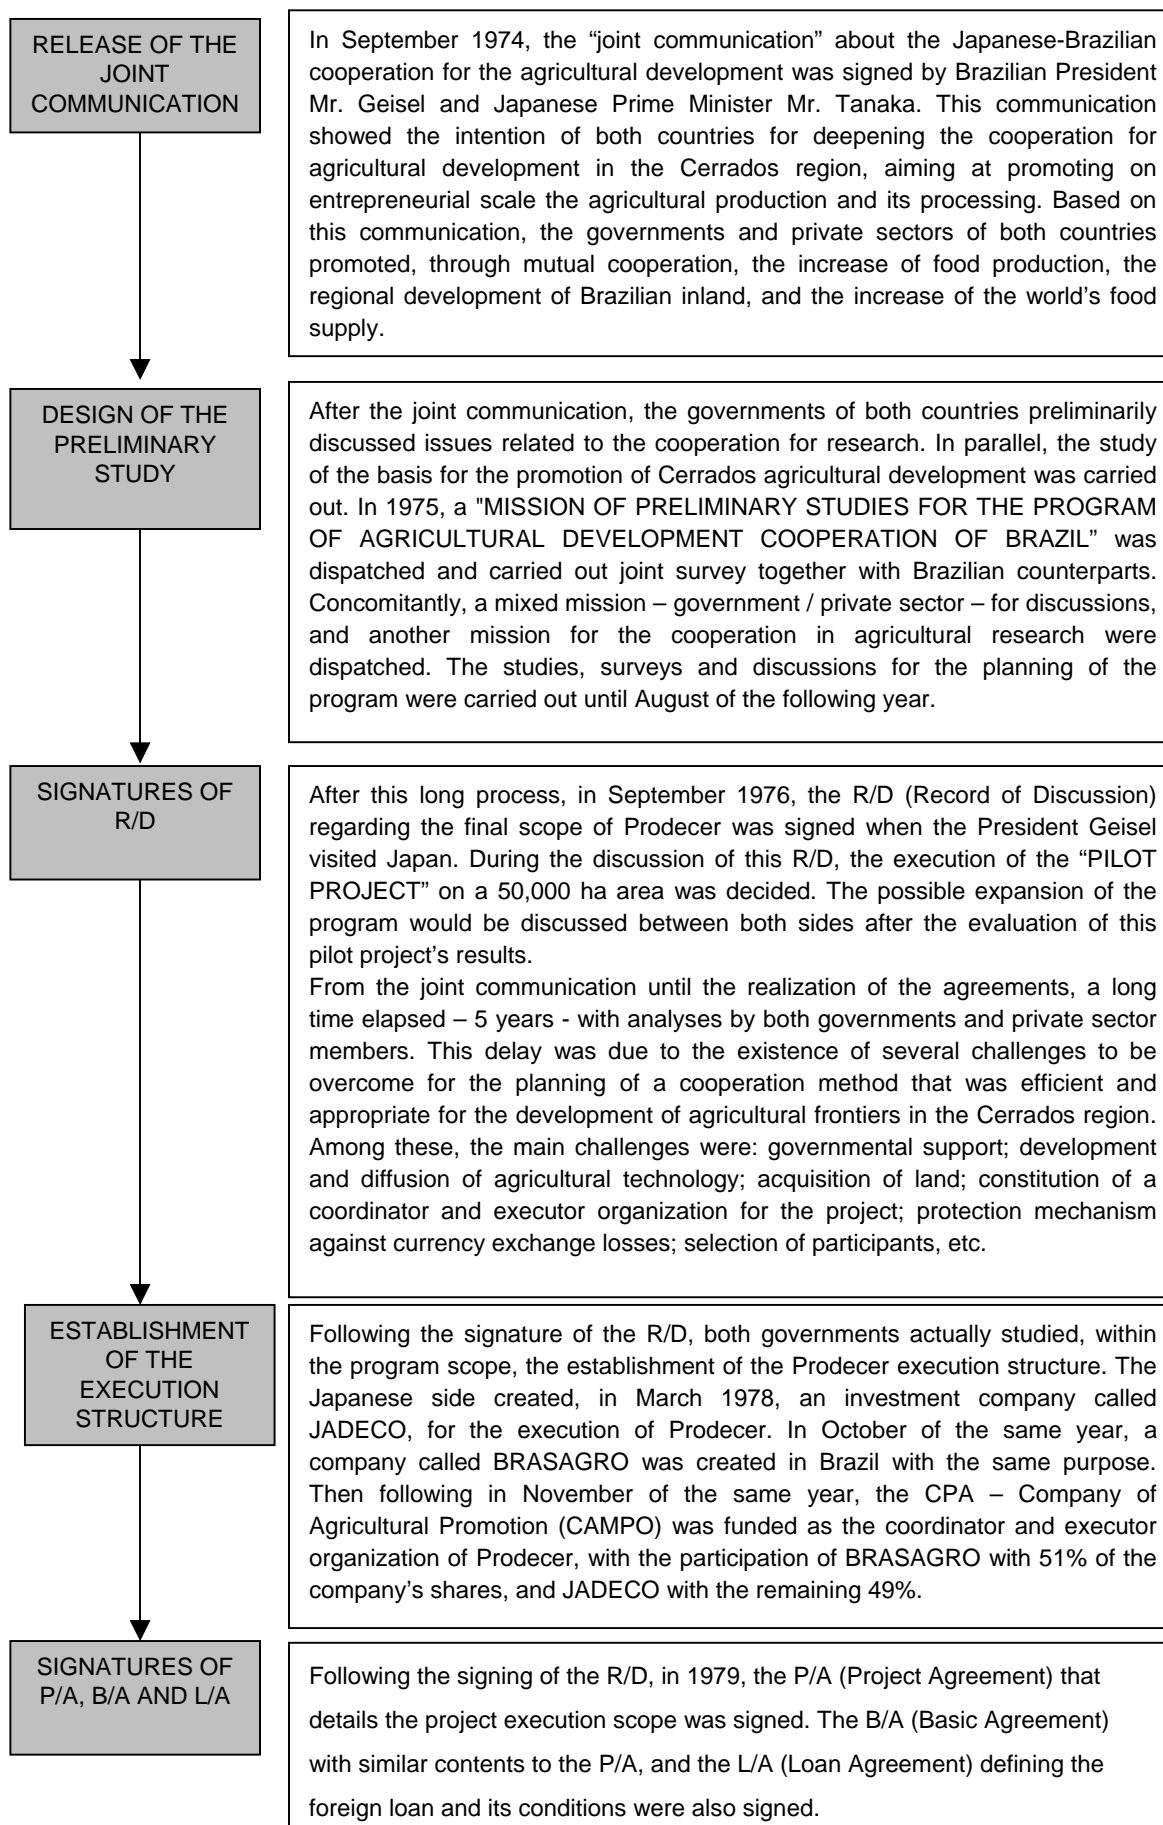 RELEASE OF THE
JOINT
COMMUNICATION
In September 1974, the “joint communication” about the Japanese-Brazilian
cooperation for the agricultural development was signed by Brazilian President
Mr. Geisel and Japanese Prime Minister Mr. Tanaka. This communication
showed the intention of both countries for deepening the cooperation for
agricultural development in the Cerrados region, aiming at promoting on
entrepreneurial scale the agricultural production and its processing. Based on
this communication, the governments and private sectors of both countries
promoted, through mutual cooperation, the increase of food production, the
regional development of Brazilian inland, and the increase of the world’s food
supply.
DESIGN OF THE
PRELIMINARY
STUDY
After the joint communication, the governments of both countries preliminarily
discussed issues related to the cooperation for research. In parallel, the study
of the basis for the promotion of Cerrados agricultural development was carried
out. In 1975, a "MISSION OF PRELIMINARY STUDIES FOR THE PROGRAM
OF AGRICULTURAL DEVELOPMENT COOPERATION OF BRAZIL” was
dispatched and carried out joint survey together with Brazilian counterparts.
Concomitantly, a mixed mission – government / private sector – for discussions,
and another mission for the cooperation in agricultural research were
dispatched. The studies, surveys and discussions for the planning of the
program were carried out until August of the following year.
SIGNATURES OF
R/D
After this long process, in September 1976, the R/D (Record of Discussion)
regarding the final scope of Prodecer was signed when the President Geisel
visited Japan. During the discussion of this R/D, the execution of the “PILOT
PROJECT” on a 50,000 ha area was decided. The possible expansion of the
program would be discussed between both sides after the evaluation of this
pilot project’s results.
From the joint communication until the realization of the agreements, a long
time elapsed – 5 years - with analyses by both governments and private sector
members. This delay was due to the existence of several challenges to be
overcome for the planning of a cooperation method that was efficient and
appropriate for the development of agricultural frontiers in the Cerrados region.
Among these, the main challenges were: governmental support; development
and diffusion of agricultural technology; acquisition of land; constitution of a
coordinator and executor organization for the project; protection mechanism
against currency exchange losses; selection of participants, etc.
ESTABLISHMENT
OF THE
EXECUTION
STRUCTURE
Following the signature of the R/D, both governments actually studied, within
the program scope, the establishment of the Prodecer execution structure. The
Japanese side created, in March 1978, an investment company called
JADECO, for the execution of Prodecer. In October of the same year, a
company called BRASAGRO was created in Brazil with the same purpose.
Then following in November of the same year, the CPA – Company of
Agricultural Promotion (CAMPO) was funded as the coordinator and executor
organization of Prodecer, with the participation of BRASAGRO with 51% of the
company’s shares, and JADECO with the remaining 49%.
SIGNATURES OF
P/A, B/A AND L/A
Following the signing of the R/D, in 1979, the P/A (Project Agreement) that
details the project execution scope was signed. The B/A (Basic Agreement)
with similar contents to the P/A, and the L/A (Loan Agreement) defining the
foreign loan and its conditions were also signed.